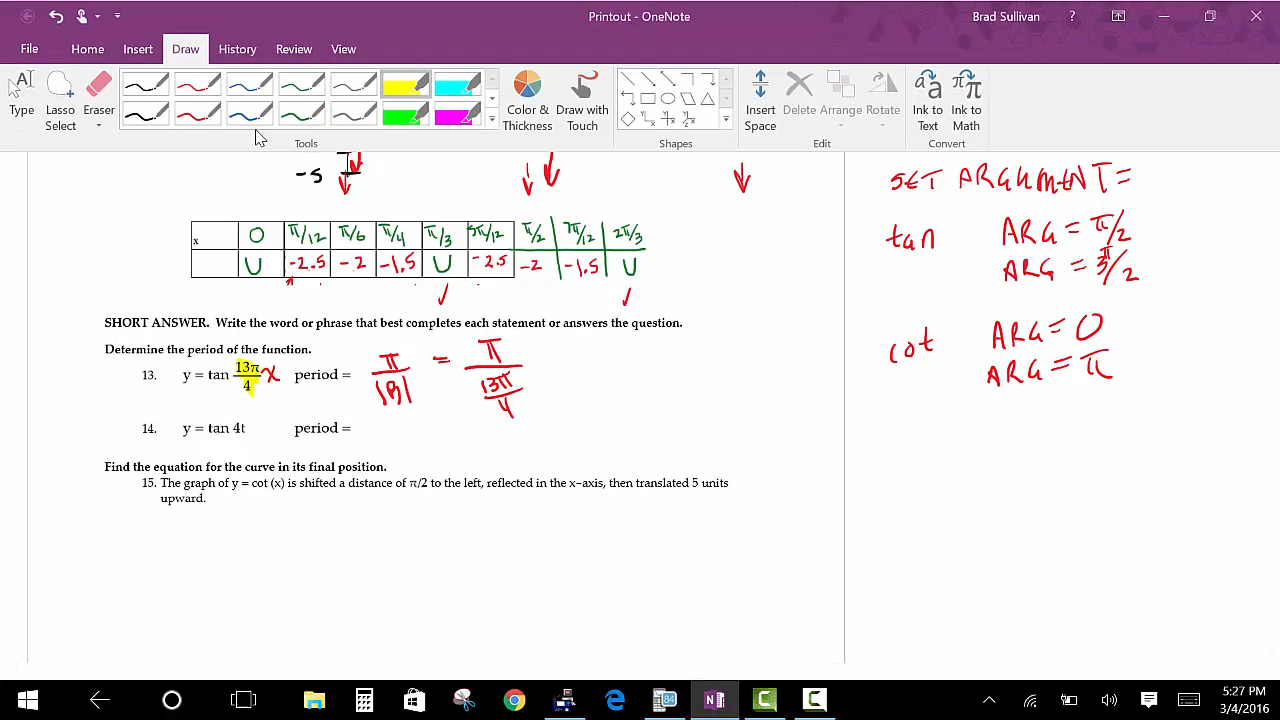 Printout - OneNote
Brad Sullivan
?
File Home Insert Draw History Review View
Type
Lasso Select
Eraser
Color & Thickness
Draw with Touch
Insert Space
Delete Arrange Rotate
Ink to Text
Ink to Math
Tools
Shapes
Edit
Convert
-5
x 0 π/12 π/6 π/4 π/3 5π/12 π/2 7π/12 2π/3
U -2.5 -2 -1.5 U -2.5 -2 -1.5 U
✓ ✓
SHORT ANSWER. Write the word or phrase that best completes each statement or answers the question.
Determine the period of the function.
13. y = tan 13π/4 x period = π/|B| = π/(13π/4)
14. y = tan 4t period =
Find the equation for the curve in its final position.
15. The graph of y = cot (x) is shifted a distance of π/2 to the left, reflected in the x-axis, then translated 5 units
upward.
SET ARGUMENT =
tan ARG = π/2
ARG = 3π/2
cot ARG = 0
ARG = π
5:27 PM
3/4/2016